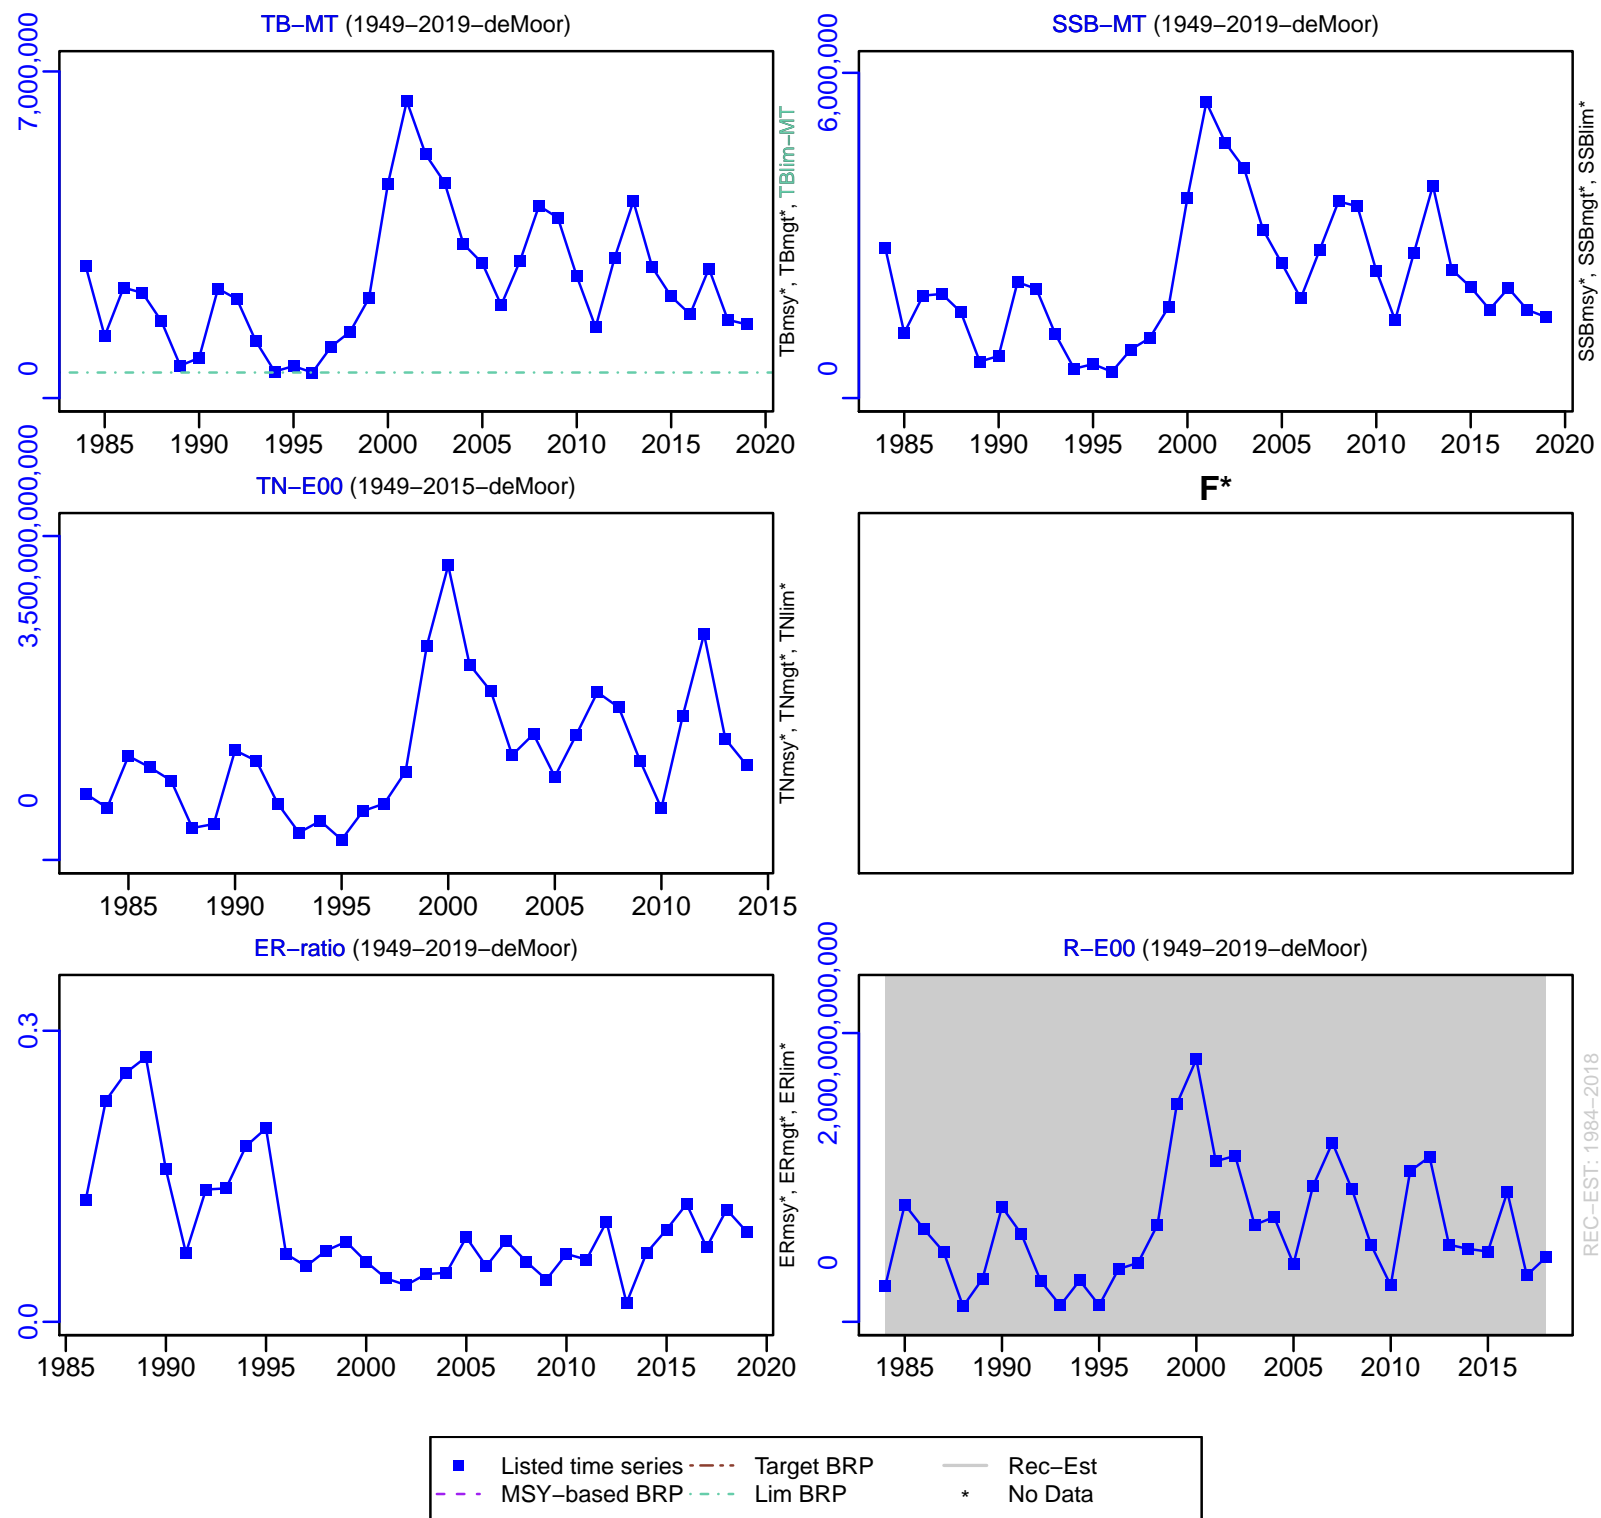 TB−MT (1949−2019−deMoor)
7,000,000
0
TBmsy*, TBmgt*, TBlim−MT
1985 1990 1995 2000 2005 2010 2015 2020
SSB−MT (1949−2019−deMoor)
6,000,000
0
SSBmsy*, SSBmgt*, SSBlim*
1985 1990 1995 2000 2005 2010 2015 2020
TN−E00 (1949−2015−deMoor)
3,500,000,000,000
0
TNmsy*, TNmgt*, TNlim*
1985 1990 1995 2000 2005 2010 2015
F*
ER−ratio (1949−2019−deMoor)
0.3
0.0
ERmsy*, ERmgt*, ERlim*
1985 1990 1995 2000 2005 2010 2015 2020
R−E00 (1949−2019−deMoor)
2,000,000,000,000
0
REC−EST: 1984−2018
1985 1990 1995 2000 2005 2010 2015
Listed time series
MSY−based BRP
Target BRP
Lim BRP
Rec−Est
* No Data